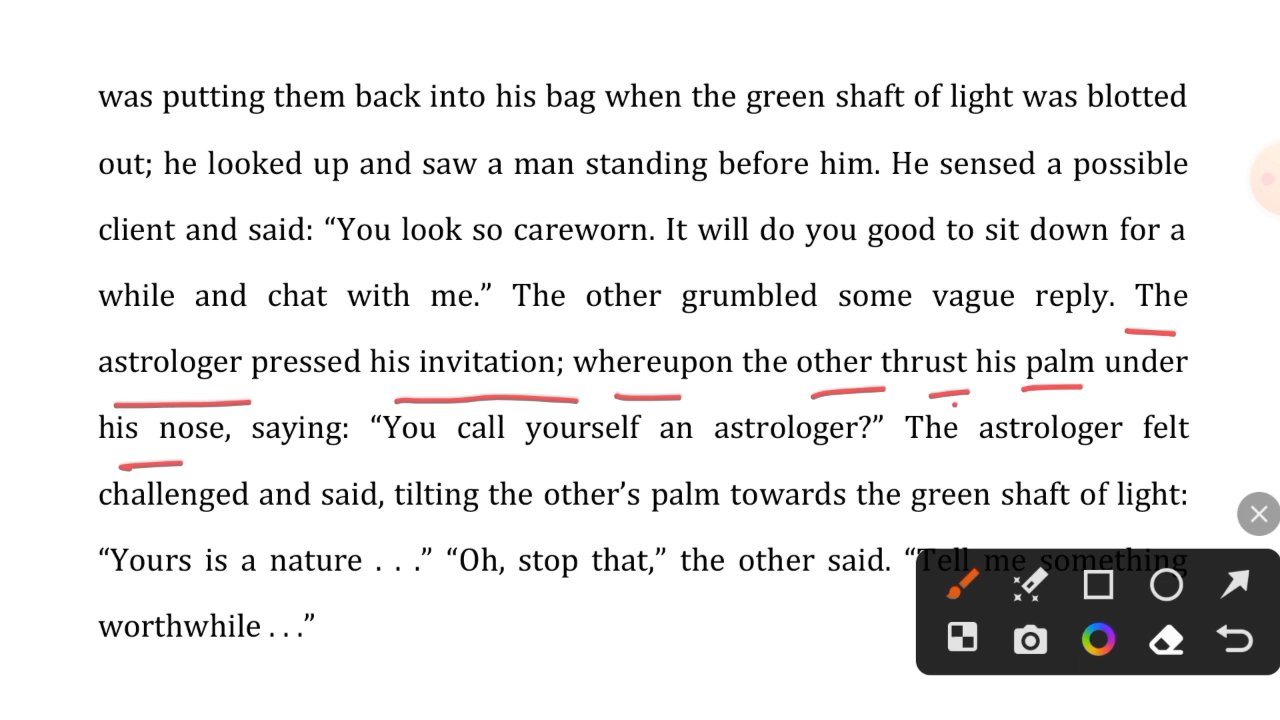 was putting them back into his bag when the green shaft of light was blotted
out; he looked up and saw a man standing before him. He sensed a possible
client and said: “You look so careworn. It will do you good to sit down for a
while and chat with me.” The other grumbled some vague reply. The
astrologer pressed his invitation; whereupon the other thrust his palm under
his nose, saying: “You call yourself an astrologer?” The astrologer felt
challenged and said, tilting the other’s palm towards the green shaft of light:
“Yours is a nature . . .” “Oh, stop that,” the other said. “Tell me something
worthwhile . . .”